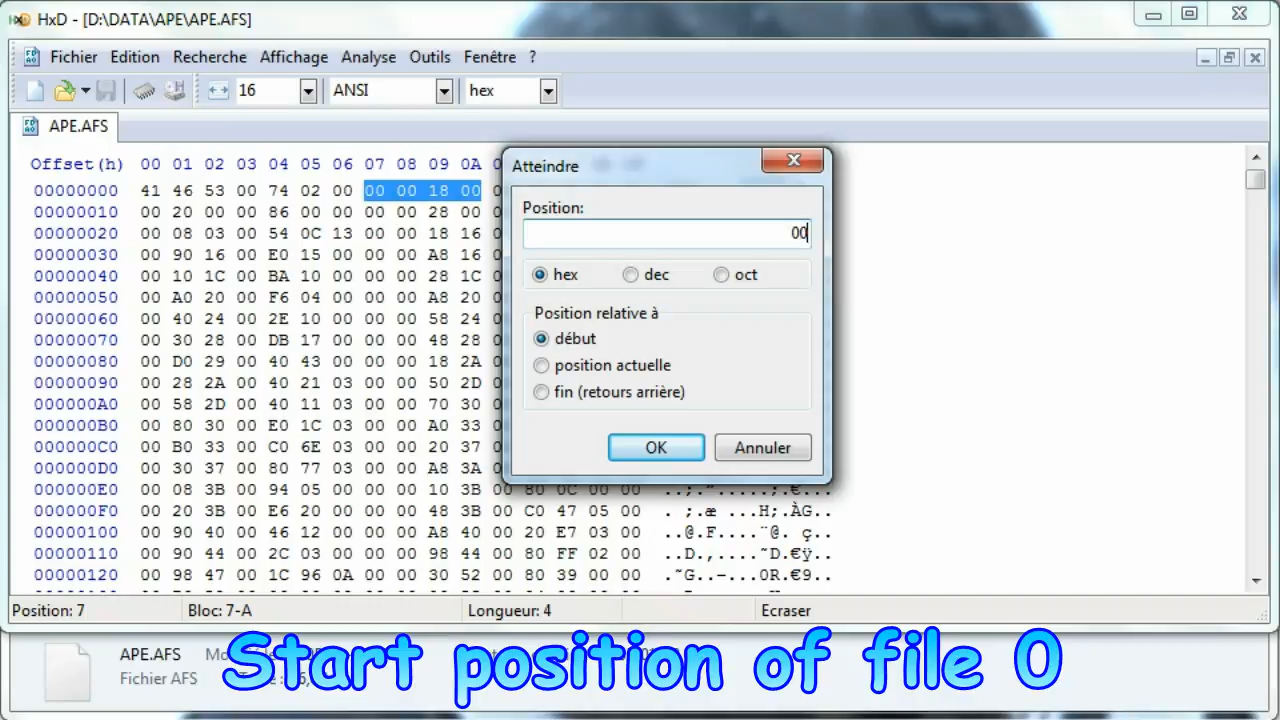 HxD - [D:\DATA\APE\APE.AFS]
Fichier Edition Recherche Affichage Analyse Outils Fenêtre ?
16 ANSI hex
APE.AFS
Offset(h) 00 01 02 03 04 05 06 07 08 09 0A
00000000 41 46 53 00 74 02 00 00 00 18 00
00000010 00 20 00 00 86 00 00 00 00 28 00
00000020 00 08 03 00 54 0C 13 00 00 18 16
00000030 00 90 16 00 E0 15 00 00 00 A8 16
00000040 00 10 1C 00 BA 10 00 00 00 28 1C
00000050 00 A0 20 00 F6 04 00 00 00 A8 20
00000060 00 40 24 00 2E 10 00 00 00 58 24
00000070 00 30 28 00 DB 17 00 00 00 48 28
00000080 00 D0 29 00 40 43 00 00 00 18 2A
00000090 00 28 2A 00 40 21 03 00 00 50 2D
000000A0 00 58 2D 00 40 11 03 00 00 70 30
000000B0 00 80 30 00 E0 1C 03 00 00 A0 33
000000C0 00 B0 33 00 C0 6E 03 00 00 20 37
000000D0 00 30 37 00 80 77 03 00 00 A8 3A
000000E0 00 08 3B 00 94 05 00 00 00 10 3B 00 80 0C 00 00 ..;.”.....;.€...
000000F0 00 20 3B 00 E6 20 00 00 00 48 3B 00 C0 47 05 00 . ;.æ ...H;.ÀG..
00000100 00 90 40 00 46 12 00 00 00 A8 40 00 20 E7 03 00 ..@.F....¨@. ç..
00000110 00 90 44 00 2C 03 00 00 00 98 44 00 80 FF 02 00 ..D.,....˜D.€ÿ..
00000120 00 98 47 00 1C 96 0A 00 00 30 52 00 80 39 00 00 .˜G..–...0R.€9..
Atteindre
Position:
00
hex dec oct
Position relative à
début
position actuelle
fin (retours arrière)
OK Annuler
Position: 7 Bloc: 7-A Longueur: 4 Ecraser
APE.AFS
Fichier AFS
Start position of file 0